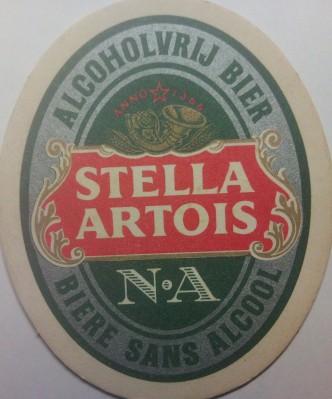 ALCOHOLVRIJ BIER
ANNO 1366
STELLA
ARTOIS
N·A
BIERE SANS ALCOOL